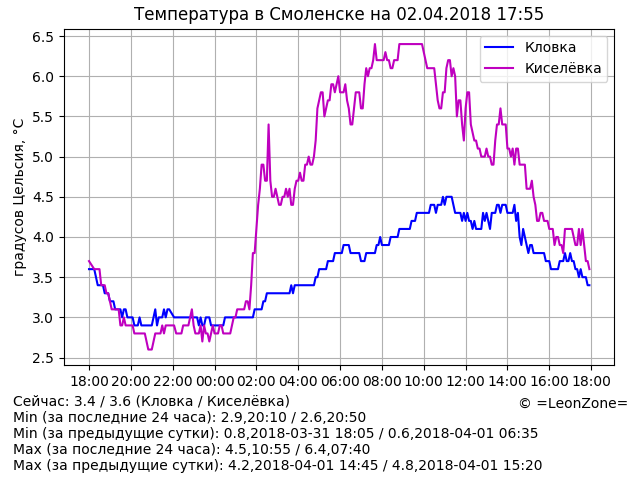 Температура в Смоленске на 02.04.2018 17:55
градусов Цельсия, °C
6.5
6.0
5.5
5.0
4.5
4.0
3.5
3.0
2.5
Кловка
Киселёвка
18:00 20:00 22:00 00:00 02:00 04:00 06:00 08:00 10:00 12:00 14:00 16:00 18:00
Сейчас: 3.4 / 3.6 (Кловка / Киселёвка)
© =LeonZone=
Min (за последние 24 часа): 2.9,20:10 / 2.6,20:50
Min (за предыдущие сутки): 0.8,2018-03-31 18:05 / 0.6,2018-04-01 06:35
Max (за последние 24 часа): 4.5,10:55 / 6.4,07:40
Max (за предыдущие сутки): 4.2,2018-04-01 14:45 / 4.8,2018-04-01 15:20